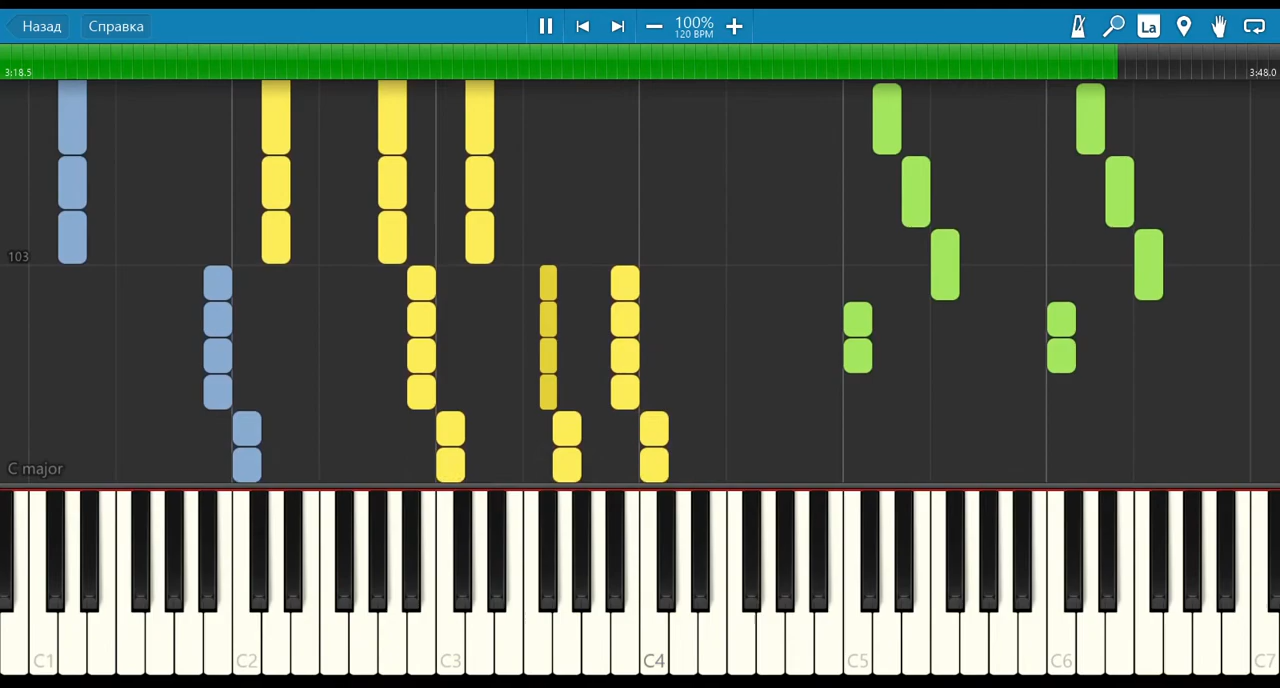 Назад
Справка
100%
120 BPM
La
3:18.5
3:48.0
103
C major
C1
C2
C3
C4
C5
C6
C7